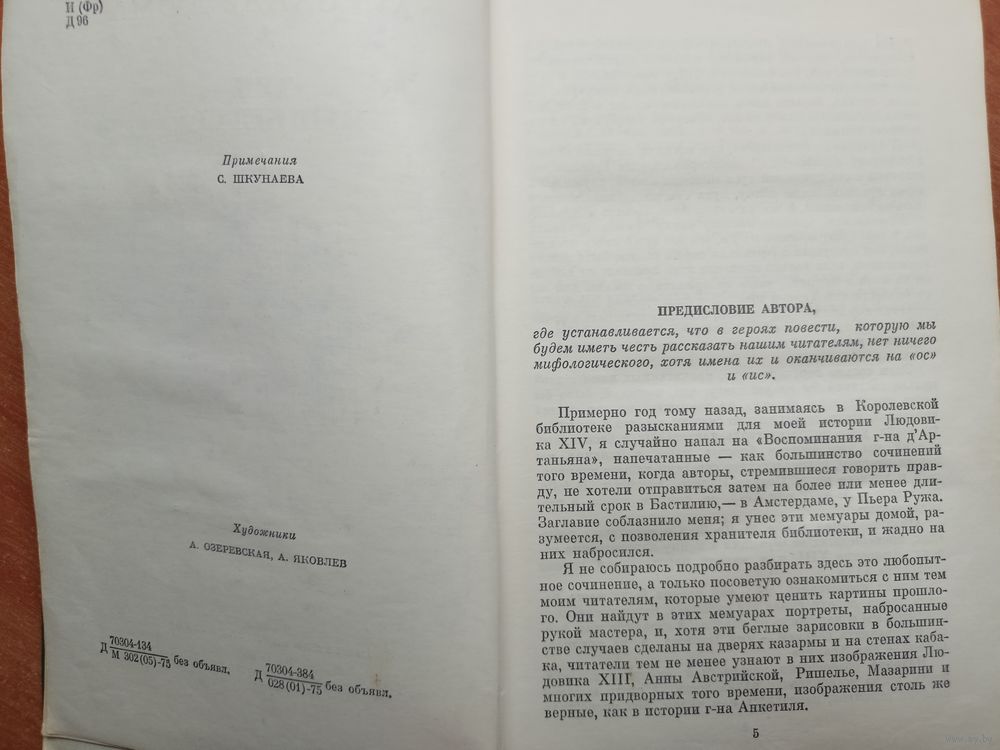 И (Фр)
Д 96
Примечания
С. ШКУНАЕВА
Художники
А. ОЗЕРЕВСКАЯ, А. ЯКОВЛЕВ
Д 70304-134
М 302(05)-75 без объявл.
Д 70304-384
028(01)-75 без объявл.
ПРЕДИСЛОВИЕ АВТОРА,
где устанавливается, что в героях повести, которую мы
будем иметь честь рассказать нашим читателям, нет ничего
мифологического, хотя имена их и оканчиваются на «ос»
и «ис».
Примерно год тому назад, занимаясь в Королевской
библиотеке разысканиями для моей истории Людови-
ка XIV, я случайно напал на «Воспоминания г-на д'Ар-
таньяна», напечатанные — как большинство сочинений
того времени, когда авторы, стремившиеся говорить прав-
ду, не хотели отправиться затем на более или менее дли-
тельный срок в Бастилию,— в Амстердаме, у Пьера Ружа.
Заглавие соблазнило меня; я унес эти мемуары домой, ра-
зумеется, с позволения хранителя библиотеки, и жадно на
них набросился.
Я не собираюсь подробно разбирать здесь это любопыт-
ное сочинение, а только посоветую ознакомиться с ним тем
моим читателям, которые умеют ценить картины прошло-
го. Они найдут в этих мемуарах портреты, набросанные
рукой мастера, и, хотя эти беглые зарисовки в большин-
стве случаев сделаны на дверях казармы и на стенах каба-
ка, читатели тем не менее узнают в них изображения Лю-
довика XIII, Анны Австрийской, Ришелье, Мазарини и
многих придворных того времени, изображения столь же
верные, как в истории г-на Анкетиля.
5